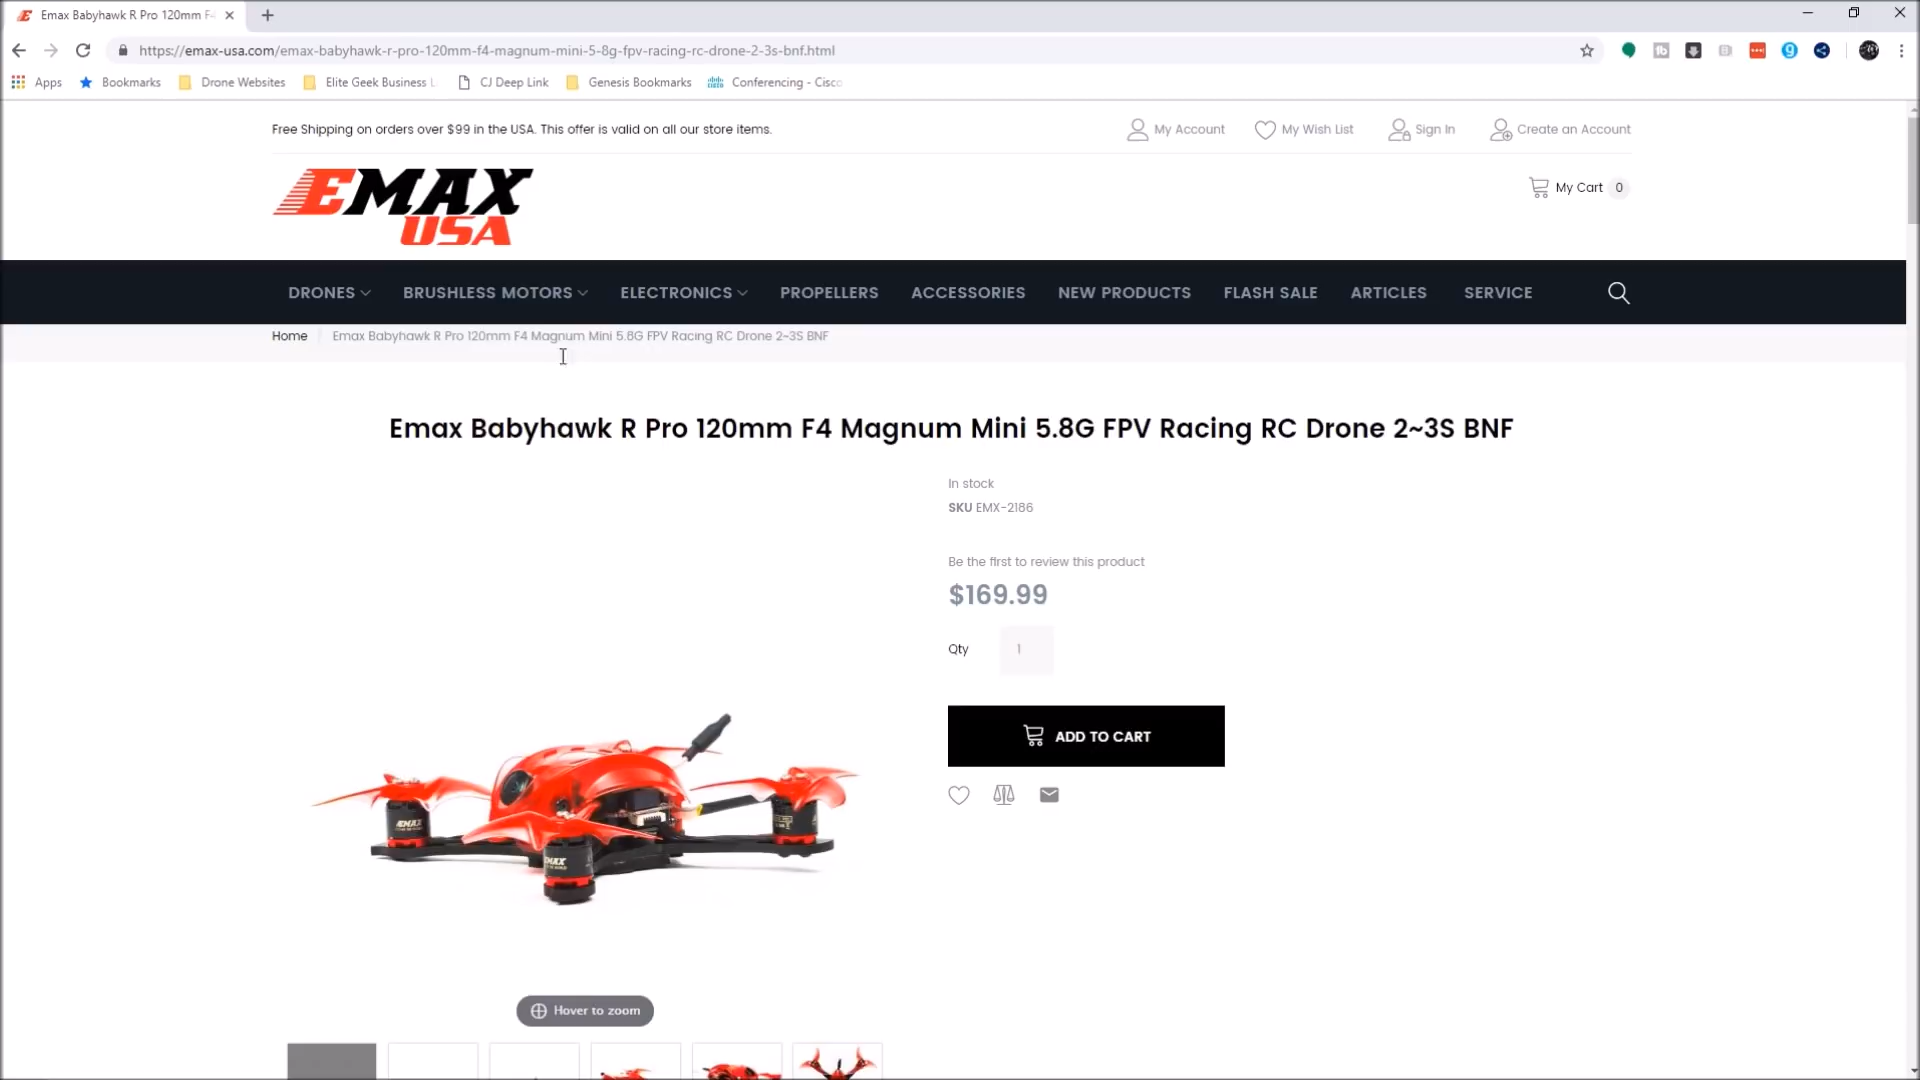 Emax Babyhawk R Pro 120mm F4
https://emax-usa.com/emax-babyhawk-r-pro-120mm-f4-magnum-mini-5-8g-fpv-racing-rc-drone-2-3s-bnf.html
Apps Bookmarks Drone Websites Elite Geek Business L CJ Deep Link Genesis Bookmarks Conferencing - Cisco
Free Shipping on orders over $99 in the USA. This offer is valid on all our store items.
My Account My Wish List Sign In Create an Account
EMAX
USA
My Cart 0
DRONES BRUSHLESS MOTORS ELECTRONICS PROPELLERS ACCESSORIES NEW PRODUCTS FLASH SALE ARTICLES SERVICE
Home Emax Babyhawk R Pro 120mm F4 Magnum Mini 5.8G FPV Racing RC Drone 2~3S BNF
Emax Babyhawk R Pro 120mm F4 Magnum Mini 5.8G FPV Racing RC Drone 2~3S BNF
In stock
SKU EMX-2186
Be the first to review this product
$169.99
Qty 1
ADD TO CART
EMAX
EMAX
Hover to zoom